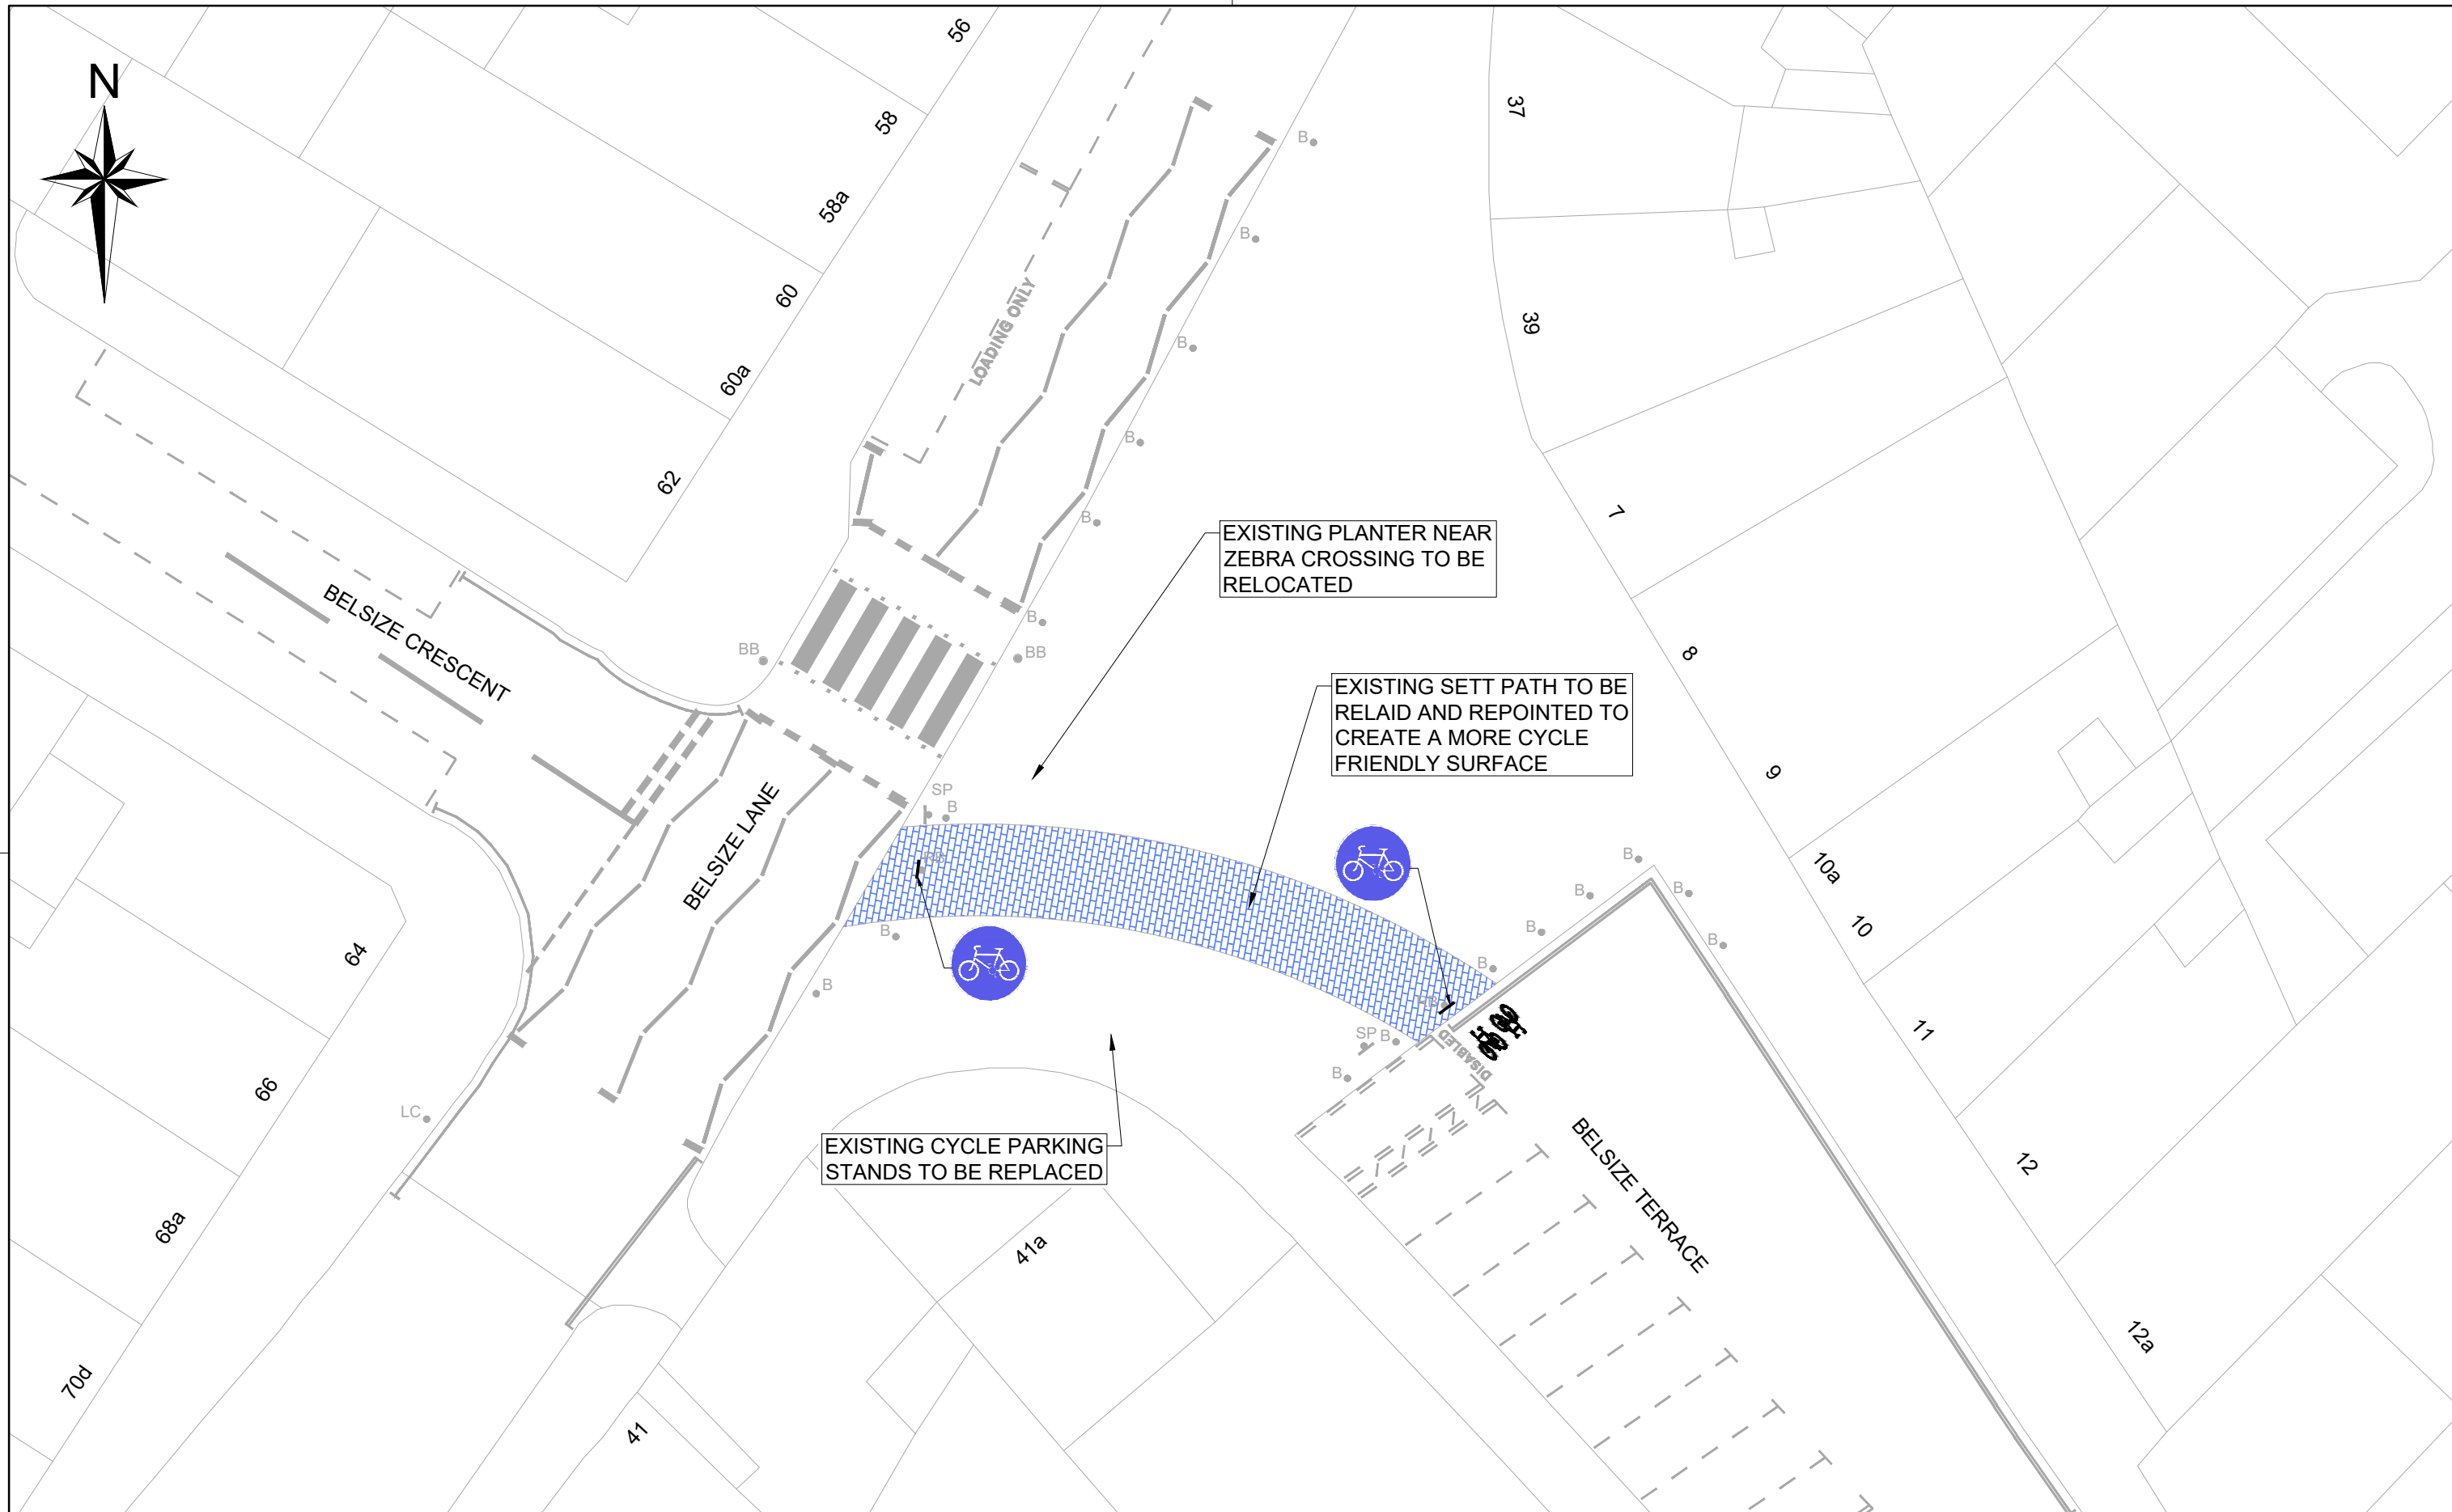 N
56
58
58a
60
60a
62
37
39
LOADING ONLY
B
B
B
B
B
B
BB
BB
EXISTING PLANTER NEAR
ZEBRA CROSSING TO BE
RELOCATED
7
8
9
10a
10
11
12
12a
BELSIZE CRESCENT
EXISTING SETT PATH TO BE
RELAID AND REPOINTED TO
CREATE A MORE CYCLE
FRIENDLY SURFACE
BELSIZE LANE
SP
B
RB
B
B
B
B
B
B
B
B
RB
SP
B
B
DISABLED
64
66
68a
70d
LC
EXISTING CYCLE PARKING
STANDS TO BE REPLACED
41a
41
BELSIZE TERRACE